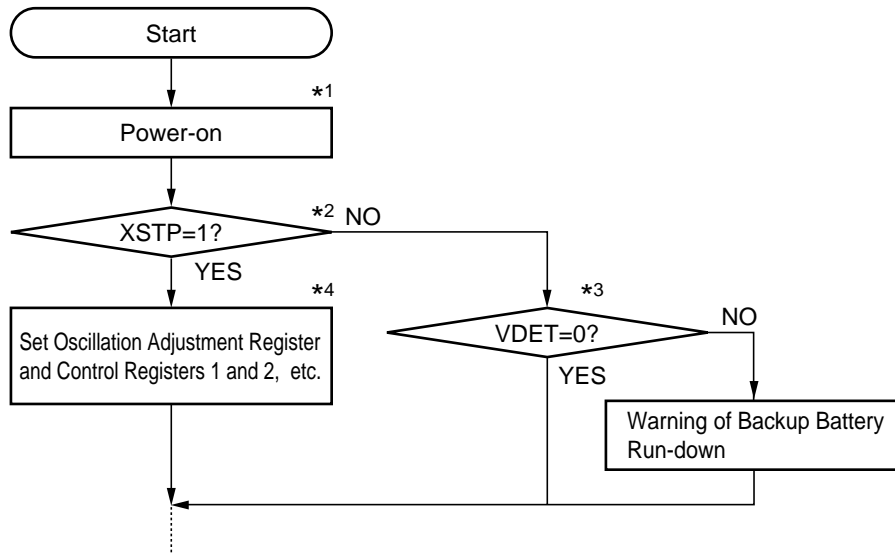 Start
*1
Power-on
*2
XSTP=1?
NO
YES
*4
Set Oscillation Adjustment Register
and Control Registers 1 and 2, etc.
*3
VDET=0?
NO
YES
Warning of Backup Battery
Run-down